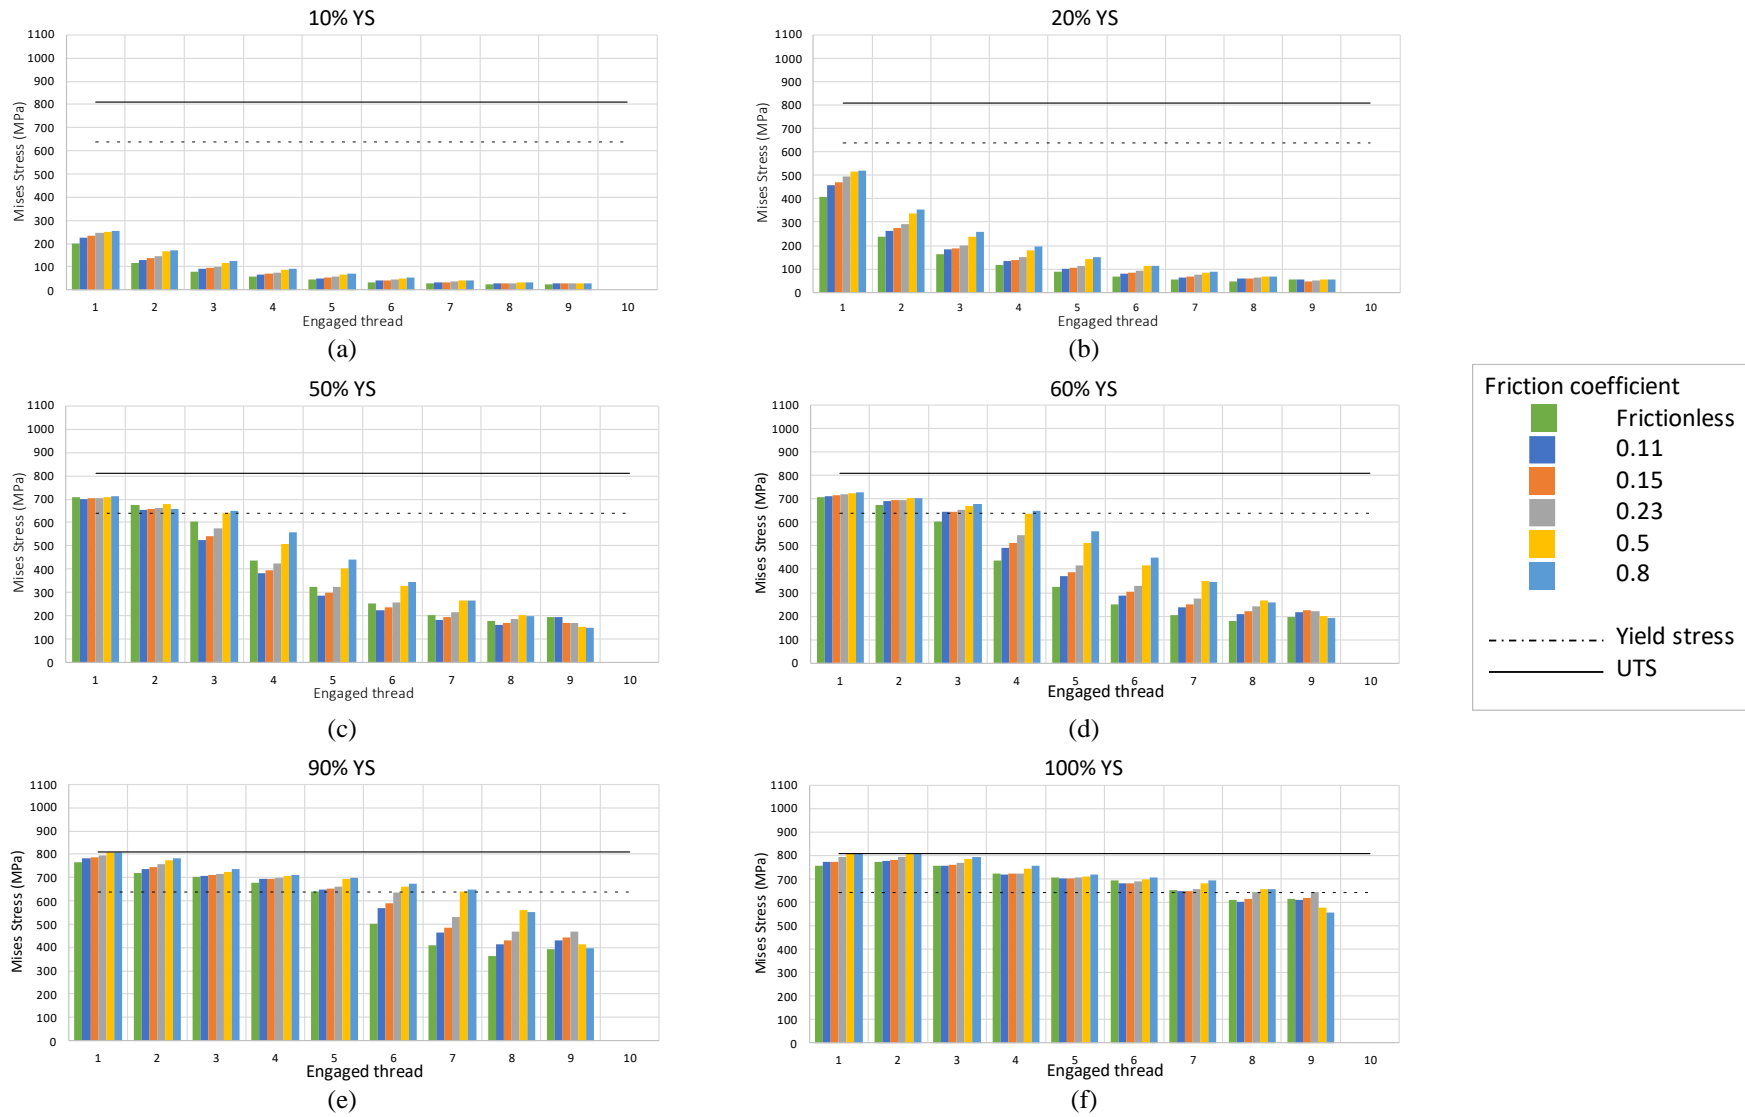 10% YS
1100
1000
900
800
700
600
500
400
300
200
100
0
Mises Stress (MPa)
1 2 3 4 5 6 7 8 9 10
Engaged thread
(a)
20% YS
1100
1000
900
800
700
600
500
400
300
200
100
0
Mises Stress (MPa)
1 2 3 4 5 6 7 8 9 10
Engaged thread
(b)
50% YS
1100
1000
900
800
700
600
500
400
300
200
100
0
Mises Stress (MPa)
1 2 3 4 5 6 7 8 9 10
Engaged thread
(c)
60% YS
1100
1000
900
800
700
600
500
400
300
200
100
0
Mises Stress (MPa)
1 2 3 4 5 6 7 8 9 10
Engaged thread
(d)
Friction coefficient
Frictionless
0.11
0.15
0.23
0.5
0.8
Yield stress
UTS
90% YS
1100
1000
900
800
700
600
500
400
300
200
100
0
Mises Stress (MPa)
1 2 3 4 5 6 7 8 9 10
Engaged thread
(e)
100% YS
1100
1000
900
800
700
600
500
400
300
200
100
0
Mises Stress (MPa)
1 2 3 4 5 6 7 8 9 10
Engaged thread
(f)